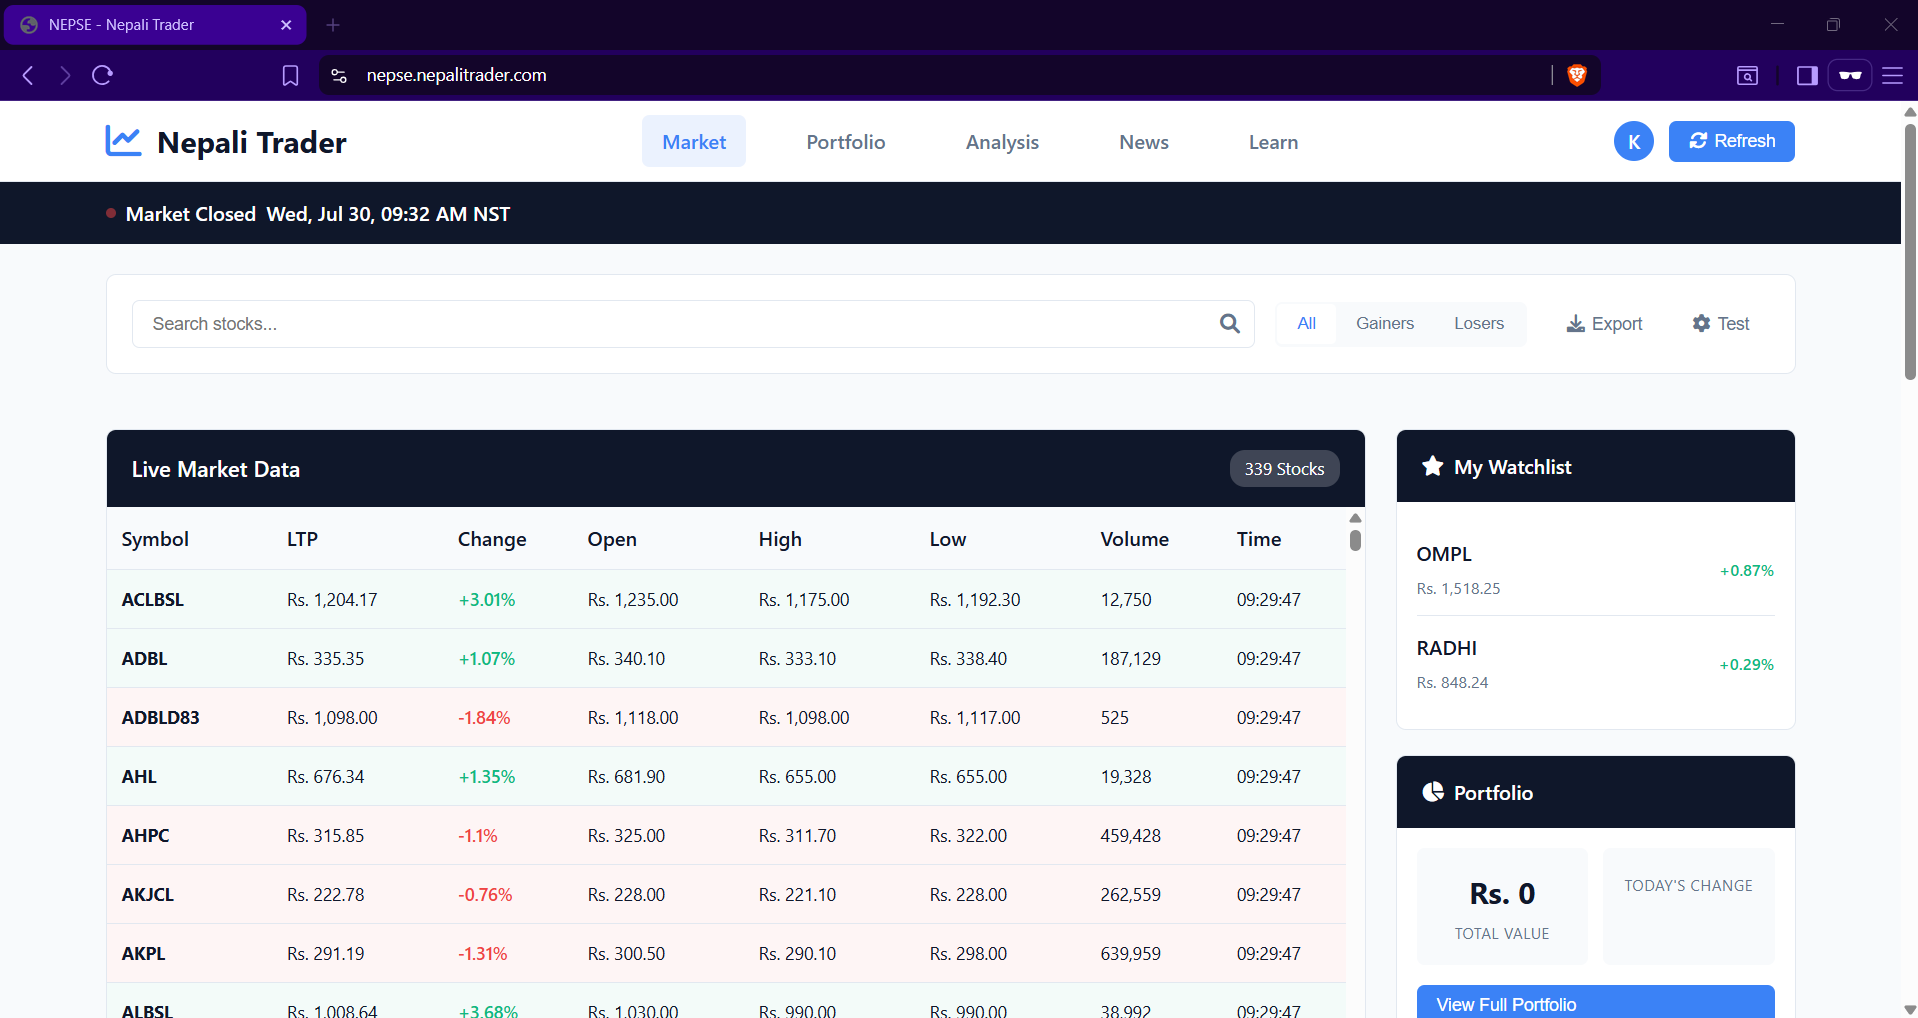 NEPSE - Nepali Trader
nepse.nepalitrader.com
Nepali Trader
Market
Portfolio
Analysis
News
Learn
K
Refresh
Market Closed Wed, Jul 30, 09:32 AM NST
Search stocks...
All
Gainers
Losers
Export
Test
Live Market Data
339 Stocks
Symbol LTP Change Open High Low Volume Time
ACLBSL Rs. 1,204.17 +3.01% Rs. 1,235.00 Rs. 1,175.00 Rs. 1,192.30 12,750 09:29:47
ADBL Rs. 335.35 +1.07% Rs. 340.10 Rs. 333.10 Rs. 338.40 187,129 09:29:47
ADBLD83 Rs. 1,098.00 -1.84% Rs. 1,118.00 Rs. 1,098.00 Rs. 1,117.00 525 09:29:47
AHL Rs. 676.34 +1.35% Rs. 681.90 Rs. 655.00 Rs. 655.00 19,328 09:29:47
AHPC Rs. 315.85 -1.1% Rs. 325.00 Rs. 311.70 Rs. 322.00 459,428 09:29:47
AKJCL Rs. 222.78 -0.76% Rs. 228.00 Rs. 221.10 Rs. 228.00 262,559 09:29:47
AKPL Rs. 291.19 -1.31% Rs. 300.50 Rs. 290.10 Rs. 298.00 639,959 09:29:47
ALBSL Rs. 1,008.64 +3.68% Rs. 1,030.00 Rs. 990.00 Rs. 990.00 38,992 09:29:47
My Watchlist
OMPL
Rs. 1,518.25
+0.87%
RADHI
Rs. 848.24
+0.29%
Portfolio
Rs. 0
TOTAL VALUE
TODAY'S CHANGE
View Full Portfolio